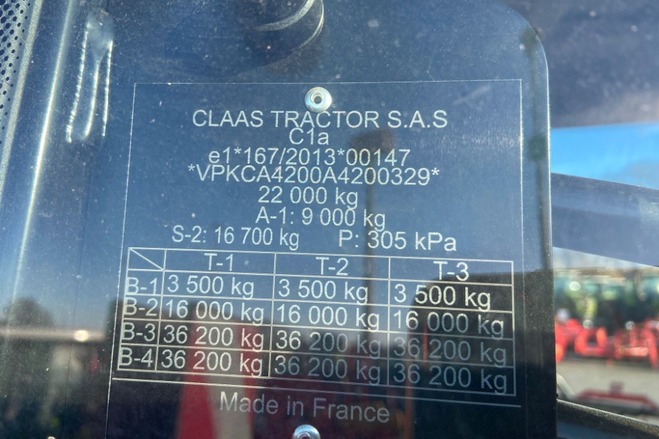 CLAAS TRACTOR S.A.S
C1a
e1*167/2013*00147
*VPKCA4200A4200329*
22 000 kg
A-1: 9 000 kg
S-2: 16 700 kg P: 305 kPa
T-1 T-2 T-3
B-1 3 500 kg 3 500 kg 3 500 kg
B-2 16 000 kg 16 000 kg 16 000 kg
B-3 36 200 kg 36 200 kg 36 200 kg
B-4 36 200 kg 36 200 kg 36 200 kg
Made in France